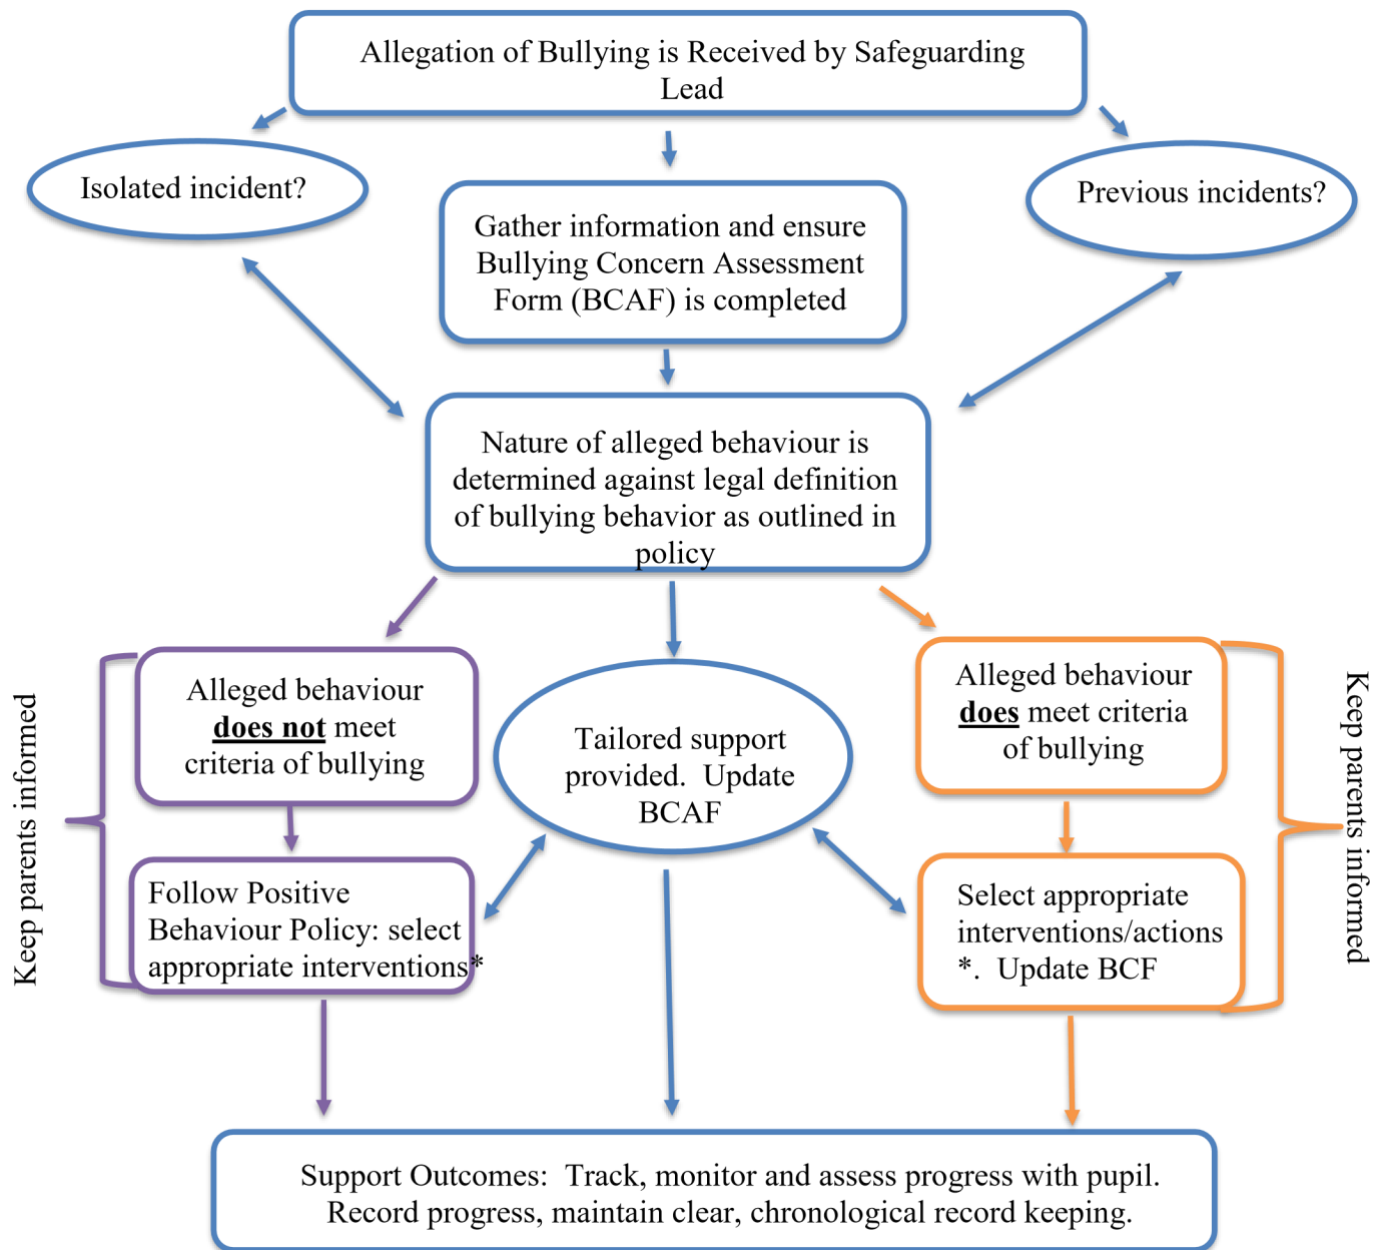 Allegation of Bullying is Received by Safeguarding
Lead
Isolated incident?
Previous incidents?
Gather information and ensure
Bullying Concern Assessment
Form (BCAF) is completed
Nature of alleged behaviour is
determined against legal definition
of bullying behavior as outlined in
policy
Keep parents informed
Alleged behaviour
does not meet
criteria of bullying
Tailored support
provided.  Update
BCAF
Alleged behaviour
does meet criteria
of bullying
Keep parents informed
Follow Positive
Behaviour Policy: select
appropriate interventions*
Select appropriate
interventions/actions
*.  Update BCF
Support Outcomes:  Track, monitor and assess progress with pupil.
Record progress, maintain clear, chronological record keeping.